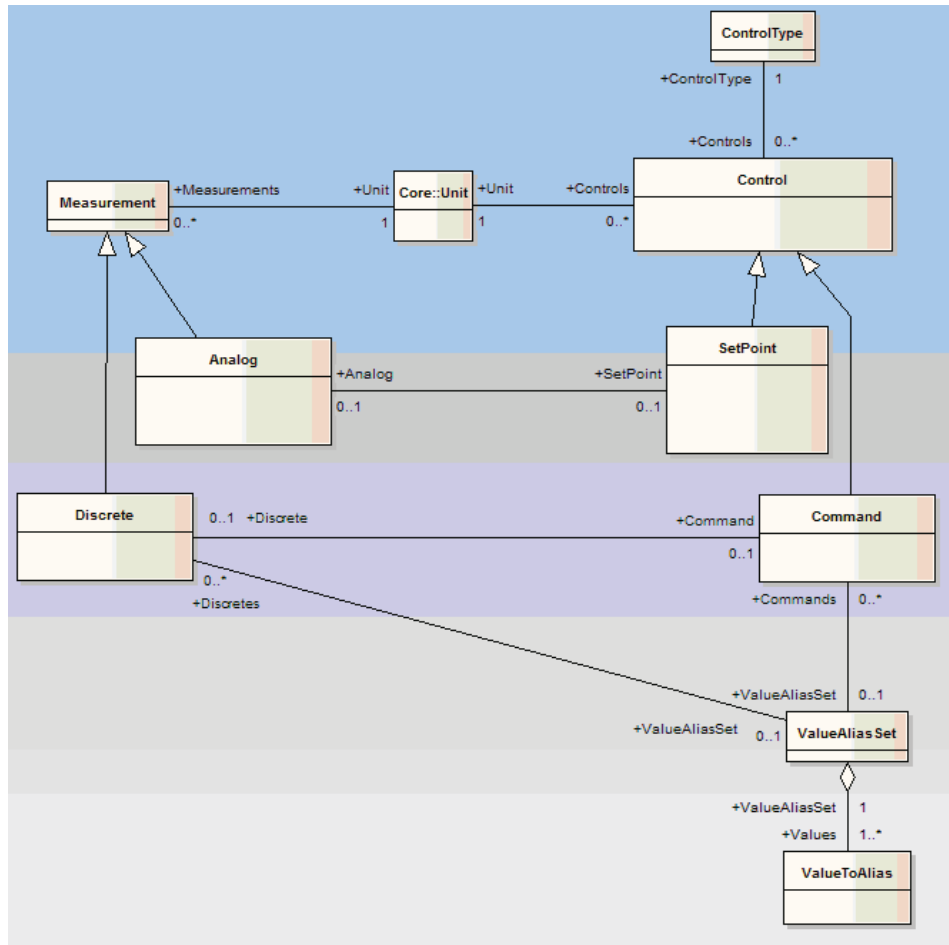 ControlType
+ControlType 1
+Controls 0..*
Control
+Measurements +Unit Core::Unit +Unit +Controls
Measurement
0..* 1 1 0..*
SetPoint
Analog
+Analog +SetPoint
0..1 0..1
Discrete
0..1 +Discrete
+Command
Command
0..1
0..*
+Discretes
+Commands 0..*
+ValueAliasSet 0..1
+ValueAliasSet 0..1
ValueAliasSet
+ValueAliasSet 1
+Values 1..*
ValueToAlias